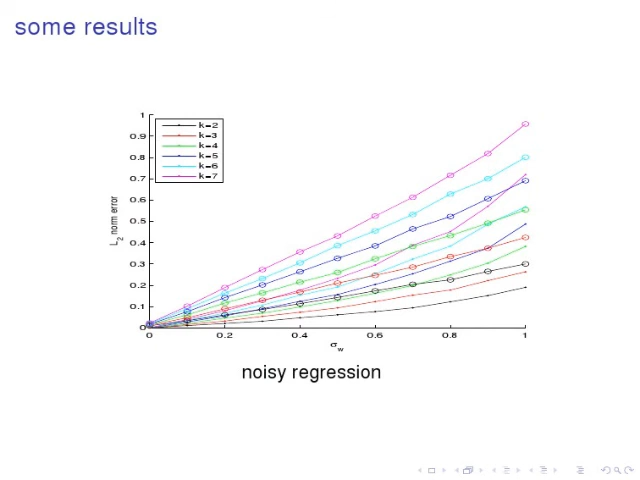 some results
L2 norm error
1
0.9
0.8
0.7
0.6
0.5
0.4
0.3
0.2
0.1
0
k=2
k=3
k=4
k=5
k=6
k=7
0 0.2 0.4 0.6 0.8 1
σw
noisy regression